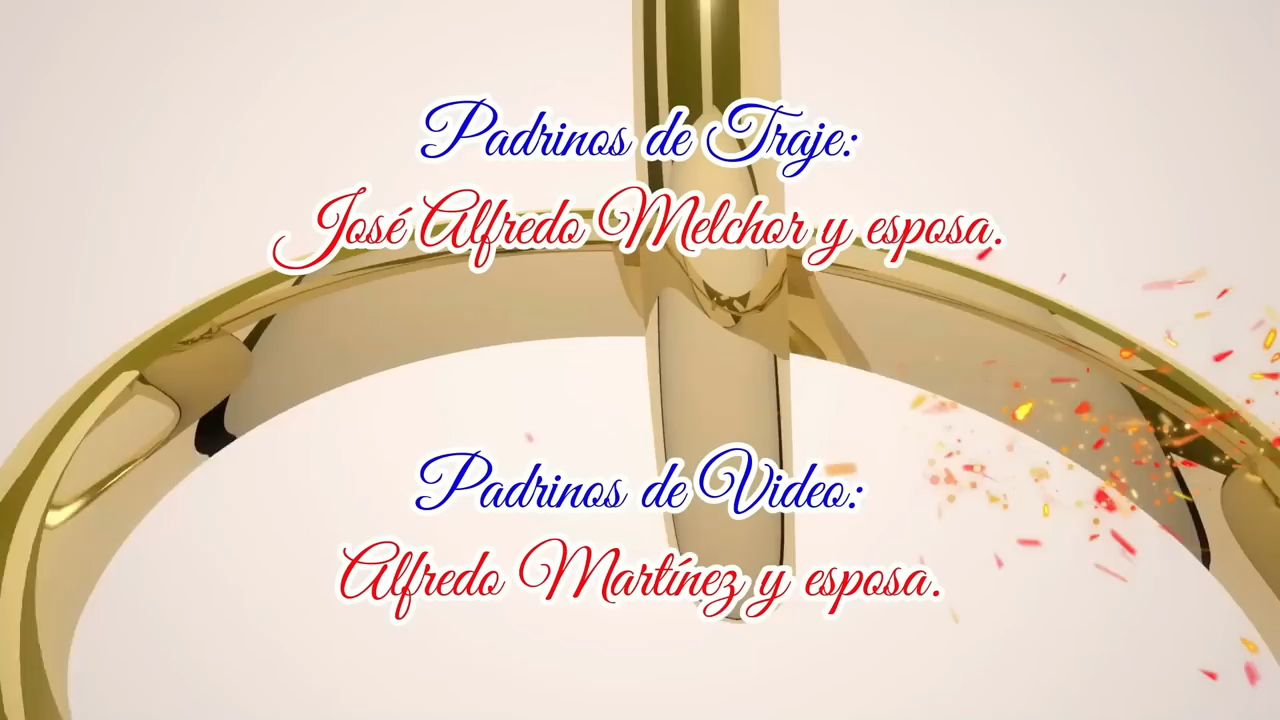 Padrinos de Traje:
José Alfredo Melchor y esposa.
Padrinos de Video:
Alfredo Martínez y esposa.